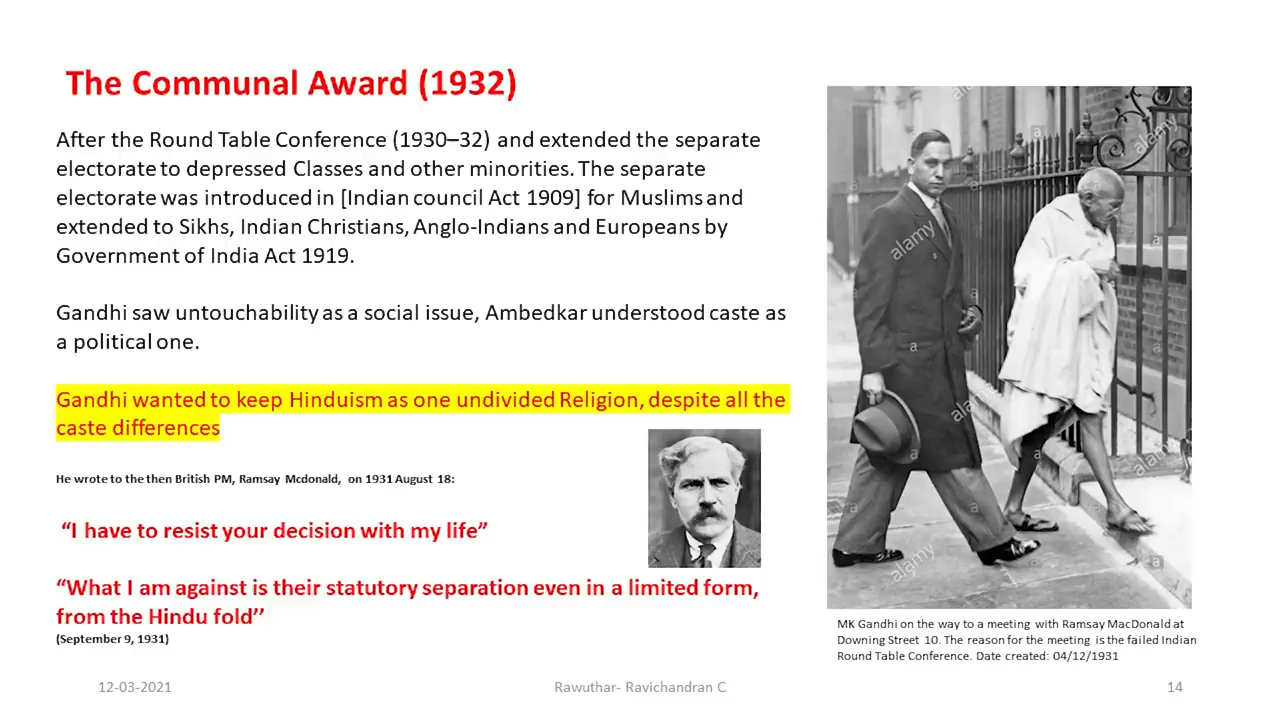 The Communal Award (1932)
After the Round Table Conference (1930–32) and extended the separate
electorate to depressed Classes and other minorities. The separate
electorate was introduced in [Indian council Act 1909] for Muslims and
extended to Sikhs, Indian Christians, Anglo-Indians and Europeans by
Government of India Act 1919.
Gandhi saw untouchability as a social issue, Ambedkar understood caste as
a political one.
Gandhi wanted to keep Hinduism as one undivided Religion, despite all the
caste differences
He wrote to the then British PM, Ramsay Mcdonald, on 1931 August 18:
“I have to resist your decision with my life”
“What I am against is their statutory separation even in a limited form,
from the Hindu fold’’
(September 9, 1931)
alamy
alamy
alamy
alamy
alamy
alamy
a
a
a
a
a
a
a
a
MK Gandhi on the way to a meeting with Ramsay MacDonald at
Downing Street 10. The reason for the meeting is the failed Indian
Round Table Conference. Date created: 04/12/1931
12-03-2021
Rawuthar- Ravichandran C
14